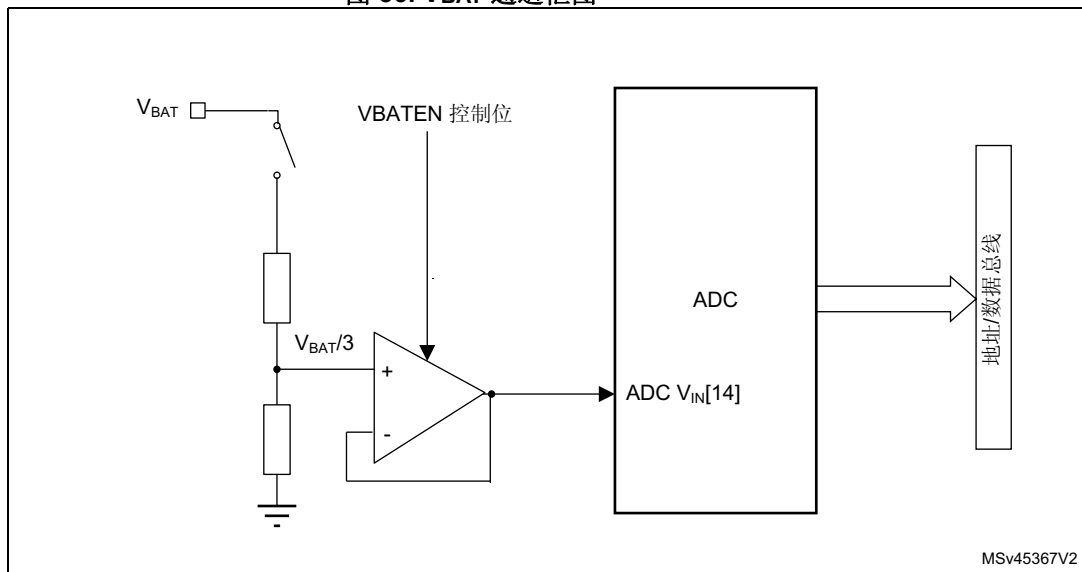 VBAT
VBATEN 控制位
VBAT/3
+
-
ADC
ADC VIN[14]
地址/数据总线
MSv45367V2